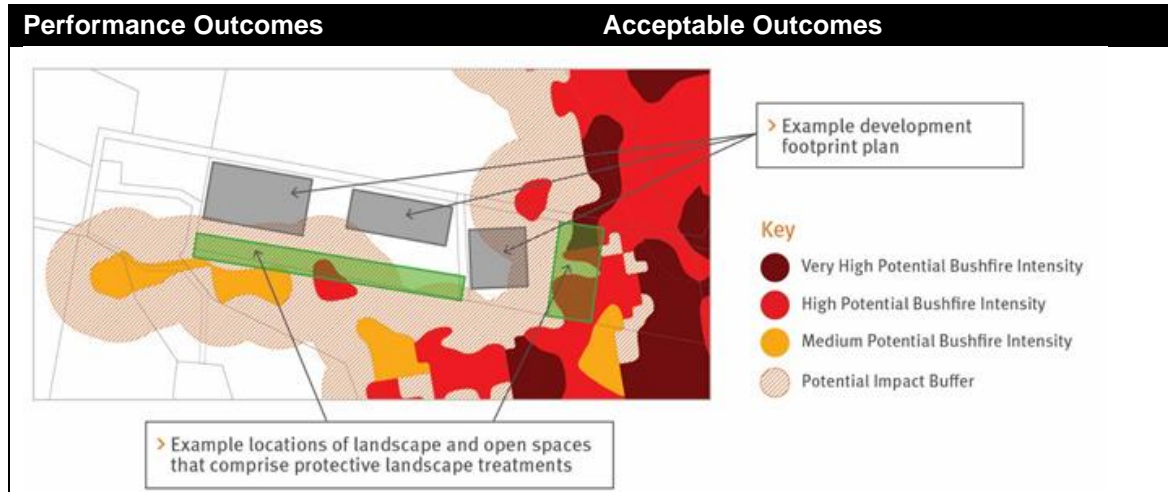 Performance Outcomes Acceptable Outcomes
> Example development
footprint plan
Key
Very High Potential Bushfire Intensity
High Potential Bushfire Intensity
Medium Potential Bushfire Intensity
Potential Impact Buffer
> Example locations of landscape and open spaces
that comprise protective landscape treatments